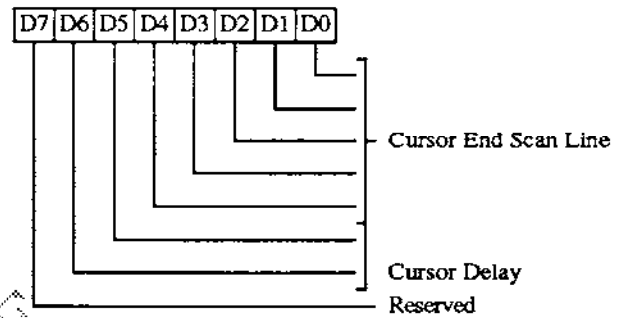 D7 D6 D5 D4 D3 D2 D1 D0
Cursor End Scan Line
Cursor Delay
Reserved